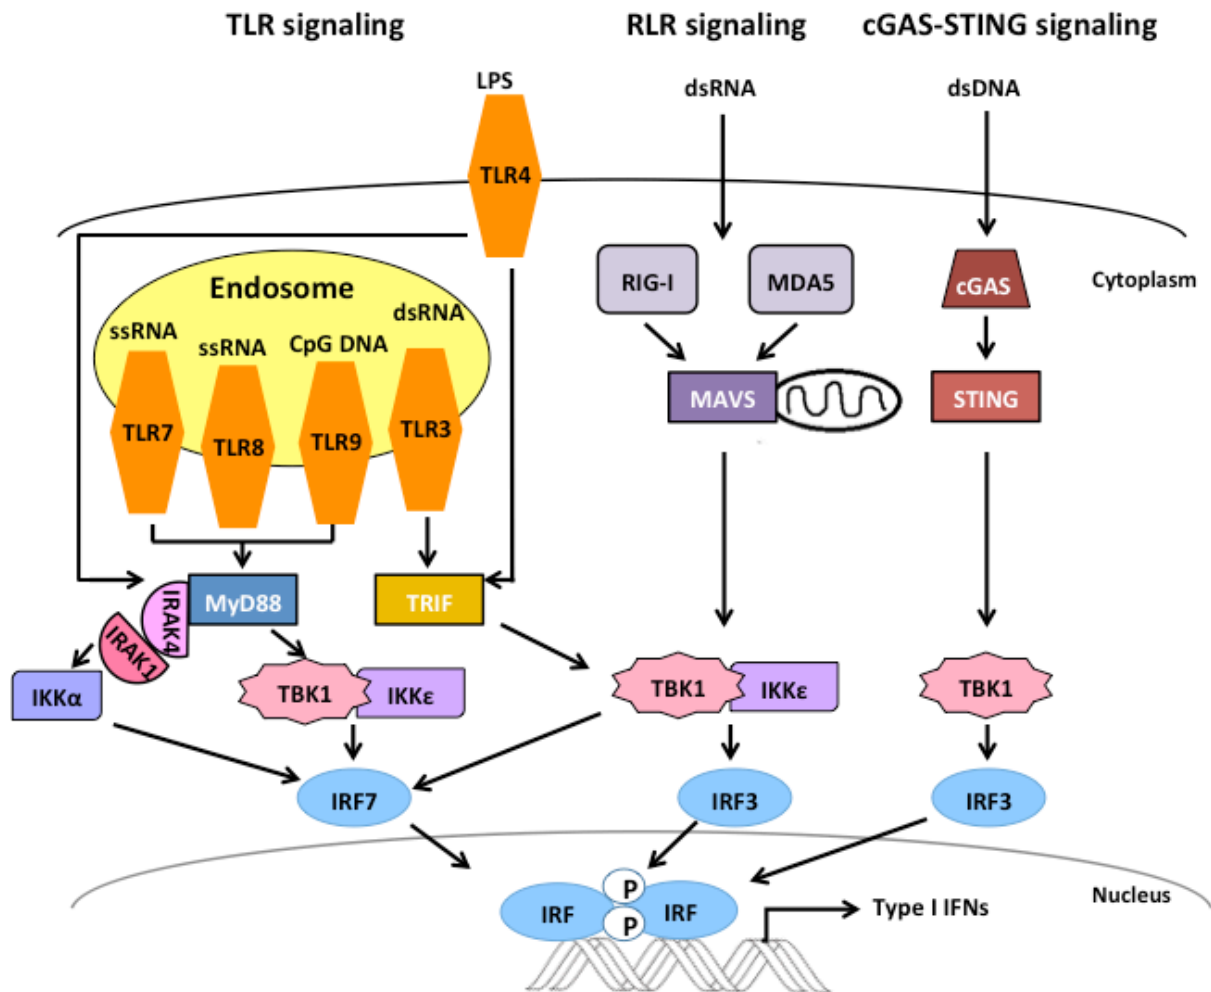 TLR signaling
RLR signaling
cGAS-STING signaling
LPS
dsRNA
dsDNA
TLR4
Endosome
RIG-I
MDA5
cGAS
Cytoplasm
ssRNA
ssRNA
CpG DNA
dsRNA
MAVS
STING
TLR7
TLR8
TLR9
TLR3
IRAK4
MyD88
TRIF
IRAK1
IKKα
TBK1
IKKε
TBK1
IKKε
TBK1
IRF7
IRF3
IRF3
P
Nucleus
IRF
IRF
Type I IFNs
P